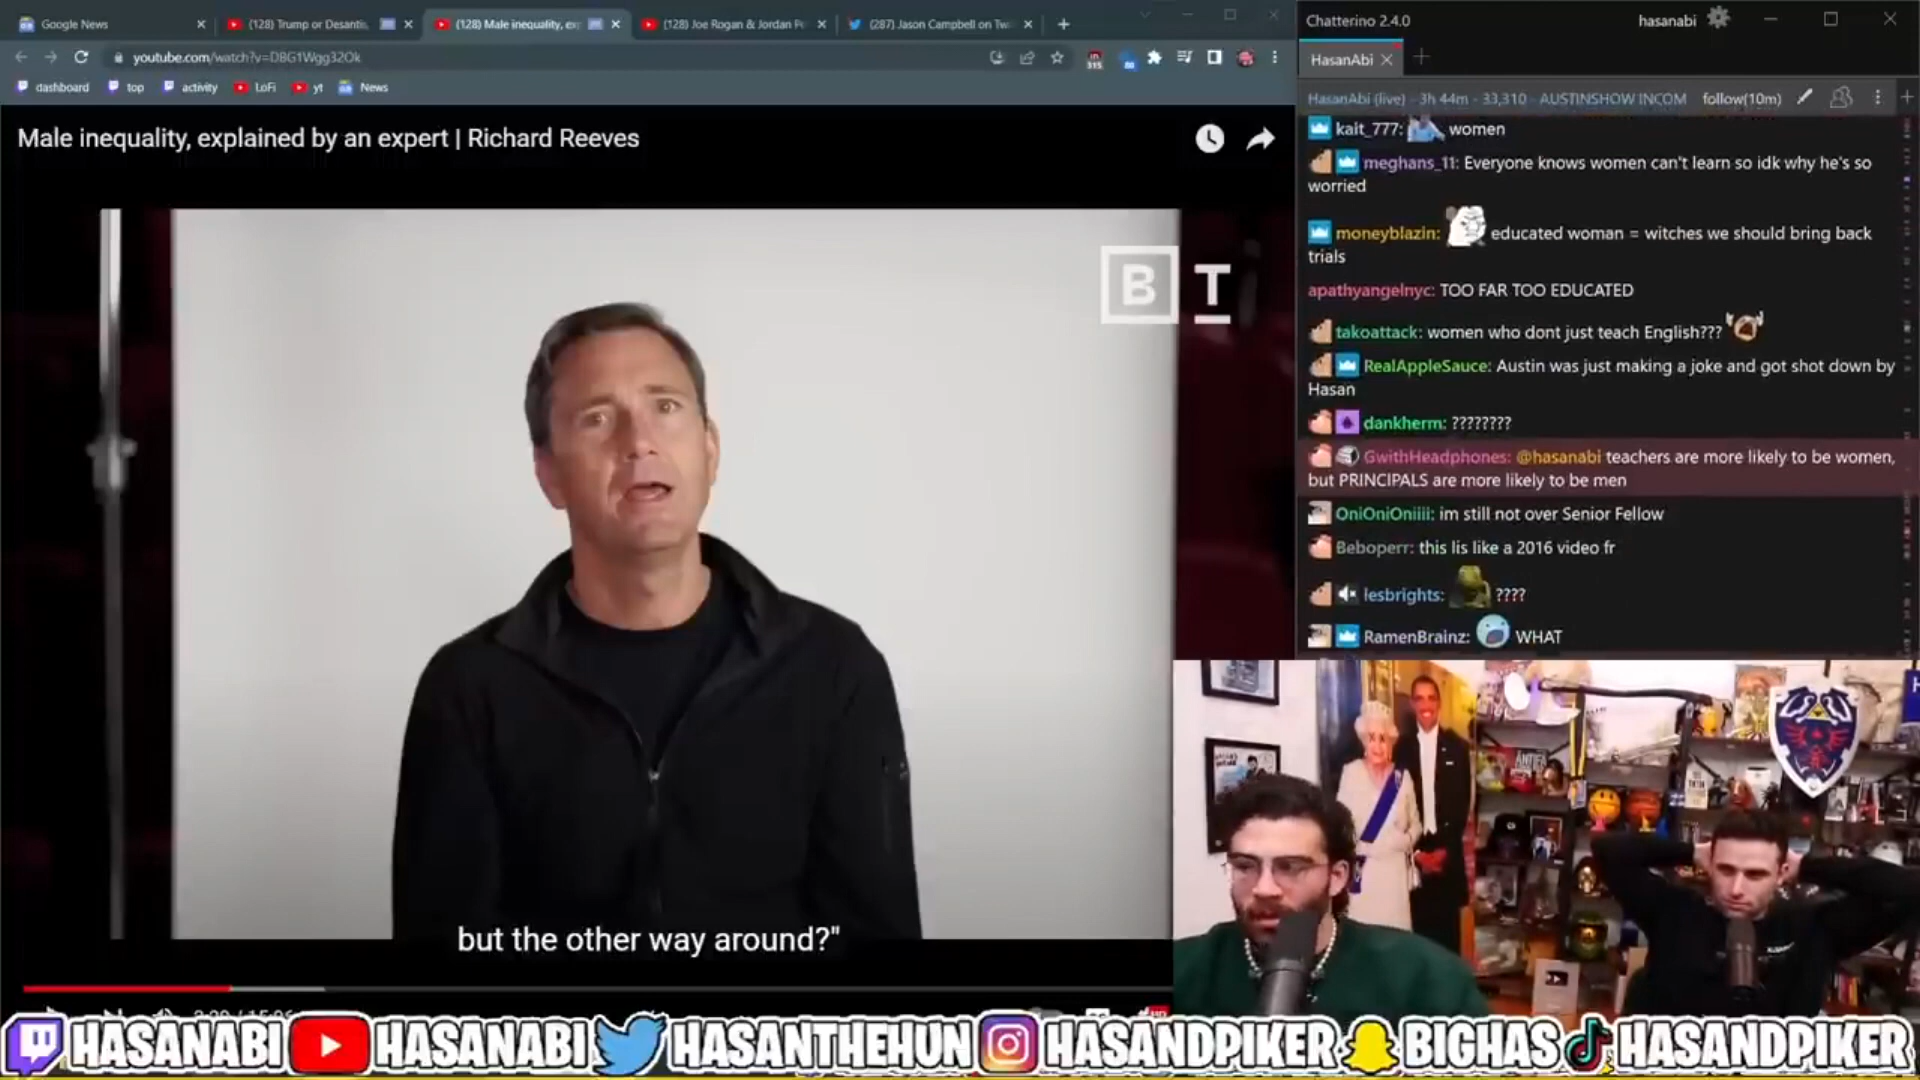 Google News
(128) Trump or Desantis
(128) Male inequality, ex
(128) Joe Rogan & Jordan P
(287) Jason Campbell on Tw
youtube.com/watch?v=DBG1Wgg32Ok
315
80
dashboard
top
activity
LoFi
yt
News
Male inequality, explained by an expert | Richard Reeves
B T
but the other way around?"
Chatterino 2.4.0
hasanabi
HasanAbi
HasanAbi (live) - 3h 44m - 33,310 - AUSTINSHOW INCOM
follow(10m)
kait_777: women
meghans_11: Everyone knows women can't learn so idk why he's so
worried
moneyblazin: educated woman = witches we should bring back
trials
apathyangelnyc: TOO FAR TOO EDUCATED
takoattack: women who dont just teach English???
RealAppleSauce: Austin was just making a joke and got shot down by
Hasan
dankherm: ????????
GwithHeadphones: @hasanabi teachers are more likely to be women,
but PRINCIPALS are more likely to be men
OniOniOniiii: im still not over Senior Fellow
Beboperr: this lis like a 2016 video fr
lesbrights: ????
RamenBrainz: WHAT
HASANABI
HASANABI
HASANTHEHUN
HASANDPIKER
BIGHAS
HASANDPIKER